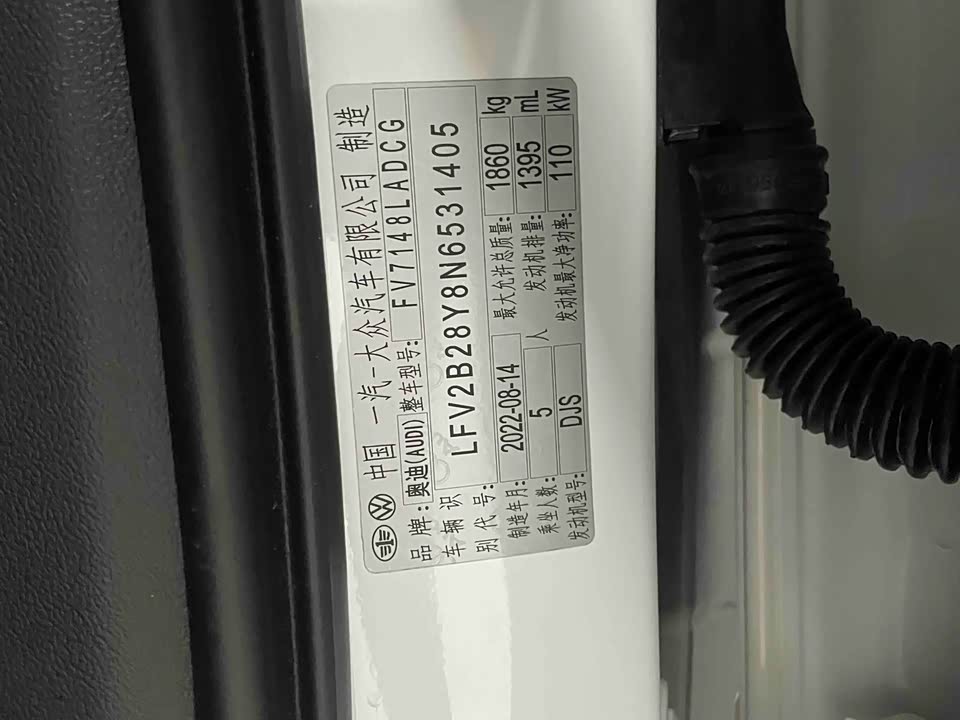 中国 一汽-大众汽车有限公司 制造
品牌:奥迪(AUDI) 整车型号:FV7148LADCG
车辆识别代号: LFV2B28Y8N6531405
制造年月: 2022-08-14 最大允许总质量: 1860 kg
乘坐人数: 5 人 发动机排量: 1395 mL
发动机型号: DJS 发动机最大净功率: 110 kW